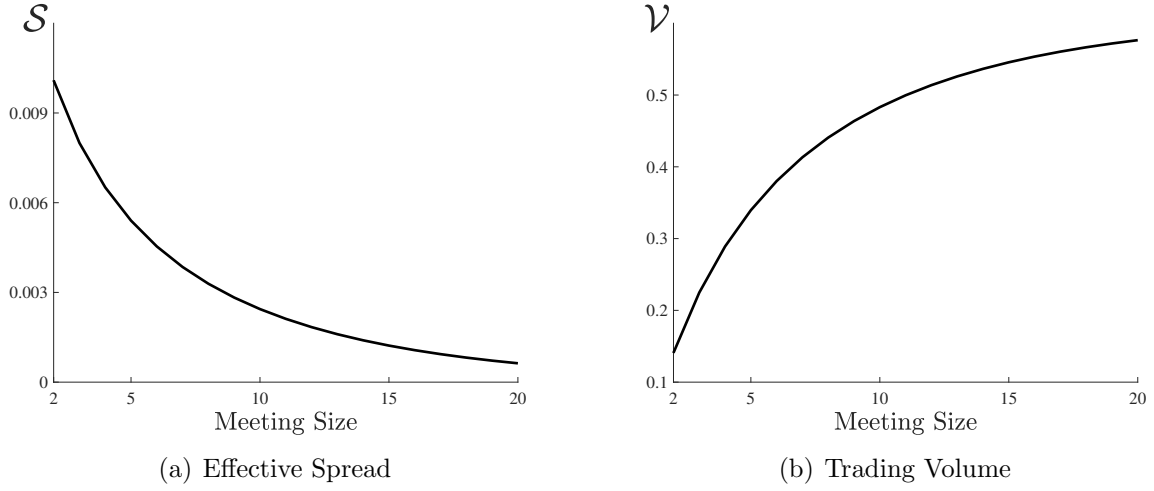 S
0.009
0.006
0.003
0
2 5 10 15 20
Meeting Size
(a) Effective Spread
V
0.5
0.4
0.3
0.2
0.1
2 5 10 15 20
Meeting Size
(b) Trading Volume